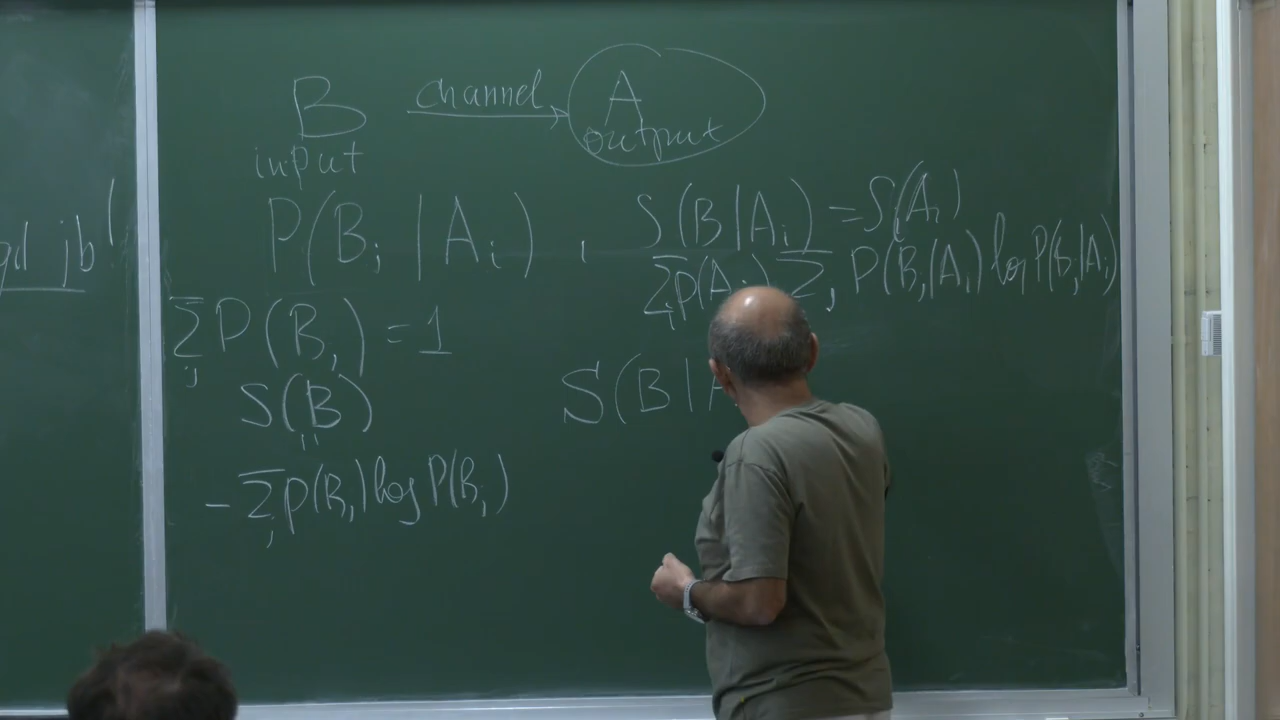 B channel A
input output
P(B_j | A_i) , S(B|A_i) = S_i(A_i)
Σ_i p(A_i) Σ_j P(B_j|A_i) log P(B_j|A_i)
Σ_j P(B_j) = 1
S(B) S(B|A
"
- Σ_j p(B_j) log P(B_j)